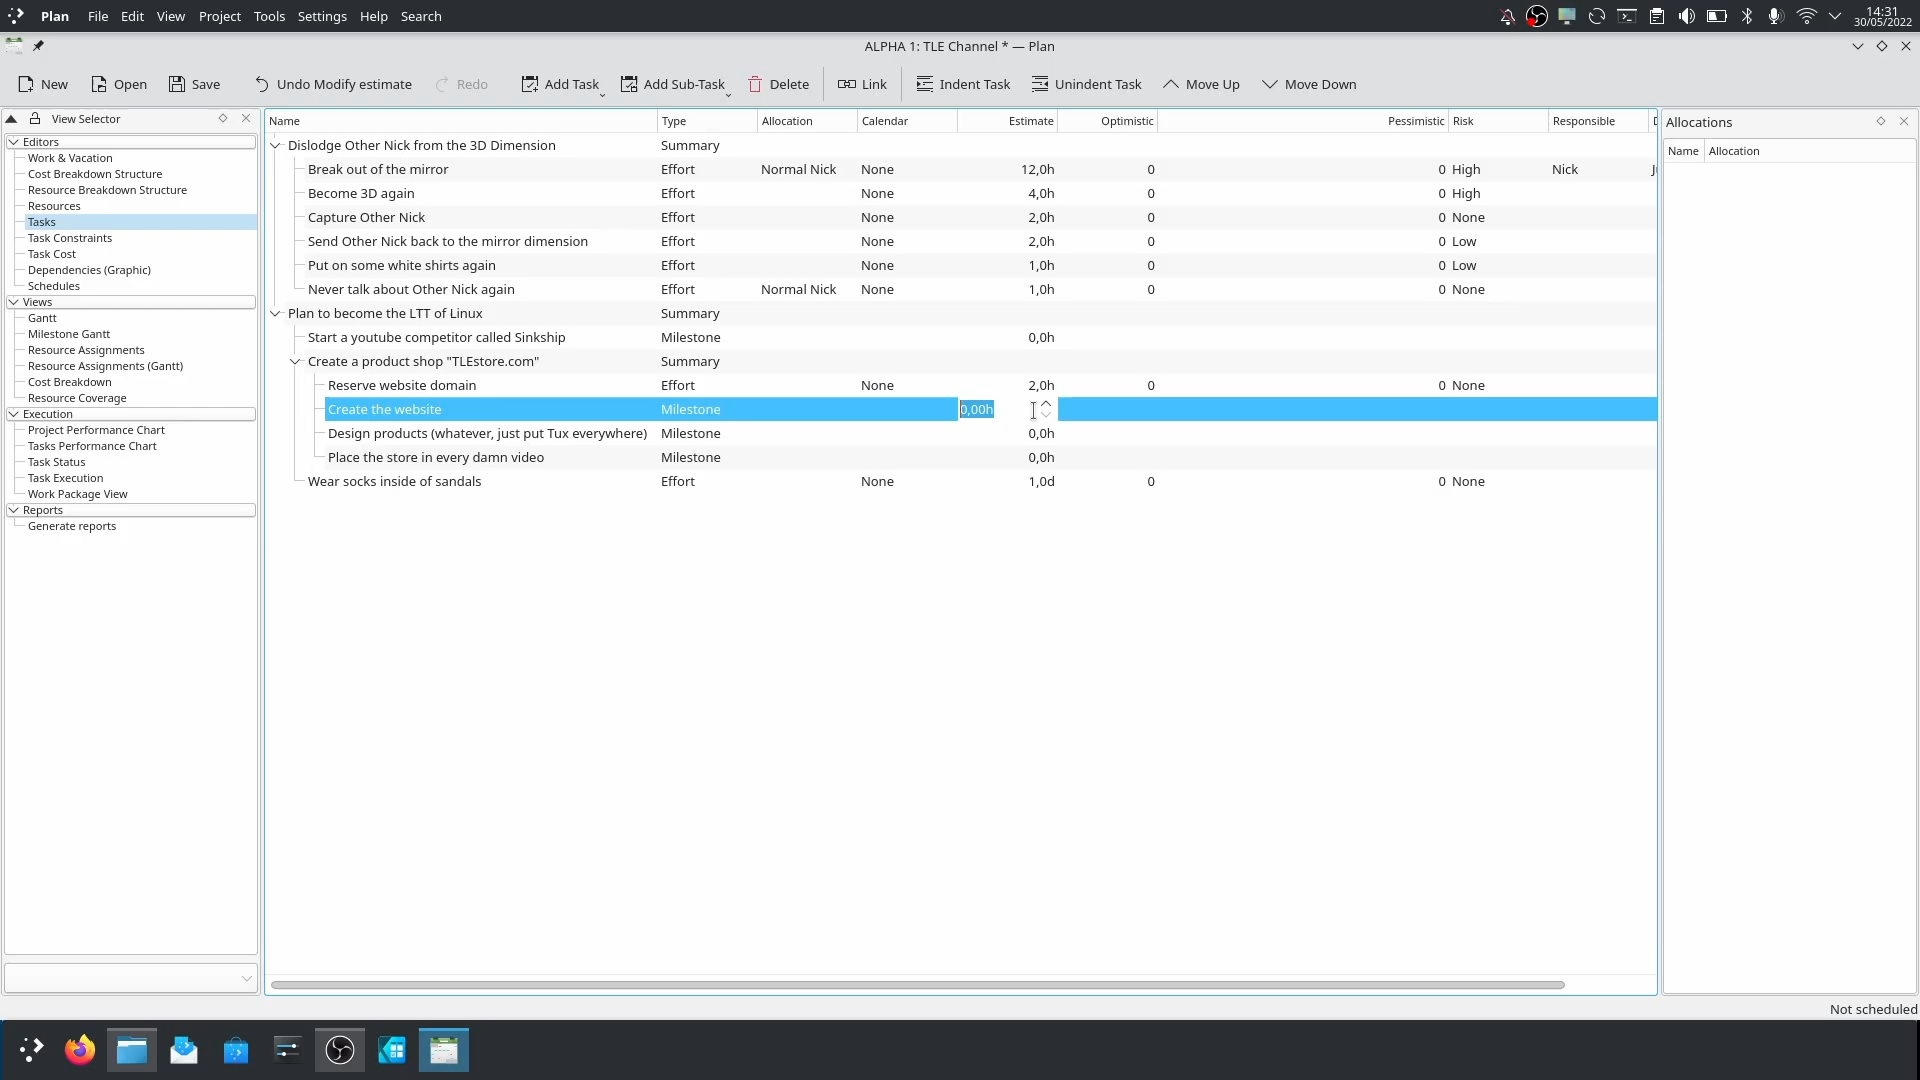 Plan File Edit View Project Tools Settings Help Search 14:31
30/05/2022
ALPHA 1: TLE Channel * — Plan
New Open Save Undo Modify estimate Redo Add Task Add Sub-Task Delete Link Indent Task Unindent Task Move Up Move Down
View Selector
Editors
Work & Vacation
Cost Breakdown Structure
Resource Breakdown Structure
Resources
Tasks
Task Constraints
Task Cost
Dependencies (Graphic)
Schedules
Views
Gantt
Milestone Gantt
Resource Assignments
Resource Assignments (Gantt)
Cost Breakdown
Resource Coverage
Execution
Project Performance Chart
Tasks Performance Chart
Task Status
Task Execution
Work Package View
Reports
Generate reports
Name Type Allocation Calendar Estimate Optimistic Pessimistic Risk Responsible
Dislodge Other Nick from the 3D Dimension Summary
Break out of the mirror Effort Normal Nick None 12,0h 0 0 High Nick
Become 3D again Effort None 4,0h 0 0 High
Capture Other Nick Effort None 2,0h 0 0 None
Send Other Nick back to the mirror dimension Effort None 2,0h 0 0 Low
Put on some white shirts again Effort None 1,0h 0 0 Low
Never talk about Other Nick again Effort Normal Nick None 1,0h 0 0 None
Plan to become the LTT of Linux Summary
Start a youtube competitor called Sinkship Milestone 0,0h
Create a product shop "TLEstore.com" Summary
Reserve website domain Effort None 2,0h 0 0 None
Create the website Milestone 0,00h
Design products (whatever, just put Tux everywhere) Milestone 0,0h
Place the store in every damn video Milestone 0,0h
Wear socks inside of sandals Effort None 1,0d 0 0 None
Allocations
Name Allocation
Not scheduled